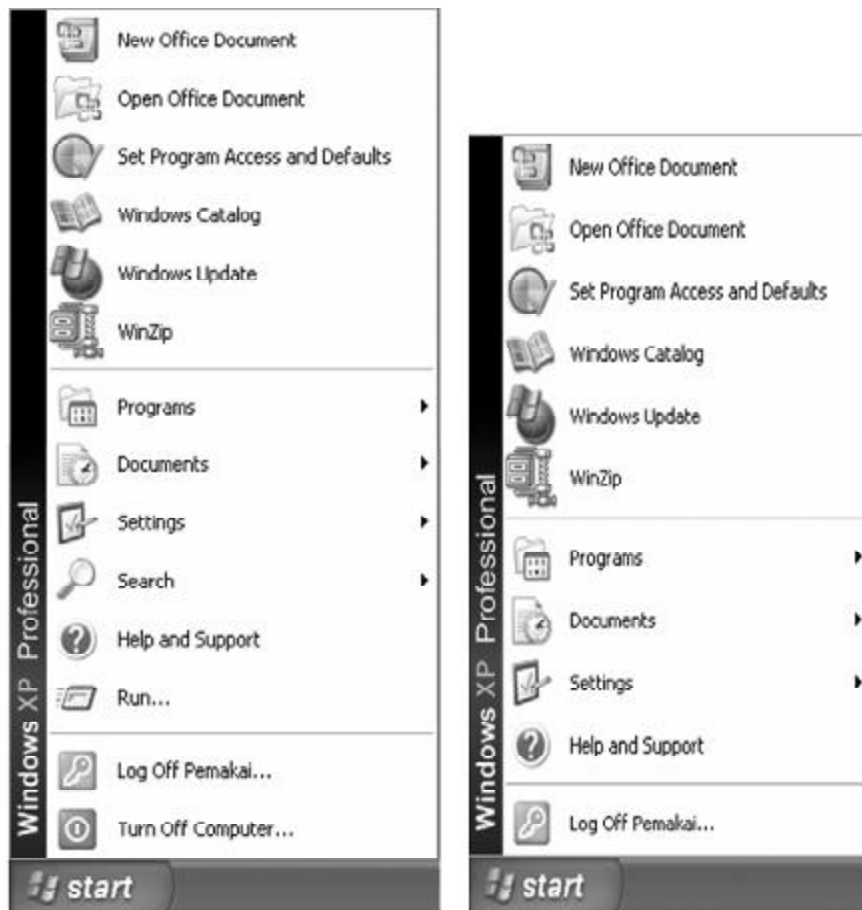 New Office Document
Open Office Document
Set Program Access and Defaults
Windows Catalog
Windows Update
WinZip
Programs
Documents
Settings
Search
Help and Support
Run...
Log Off Pemakai...
Turn Off Computer...
Windows XP Professional
start
New Office Document
Open Office Document
Set Program Access and Defaults
Windows Catalog
Windows Update
WinZip
Programs
Documents
Settings
Help and Support
Log Off Pemakai...
Windows XP Professional
start